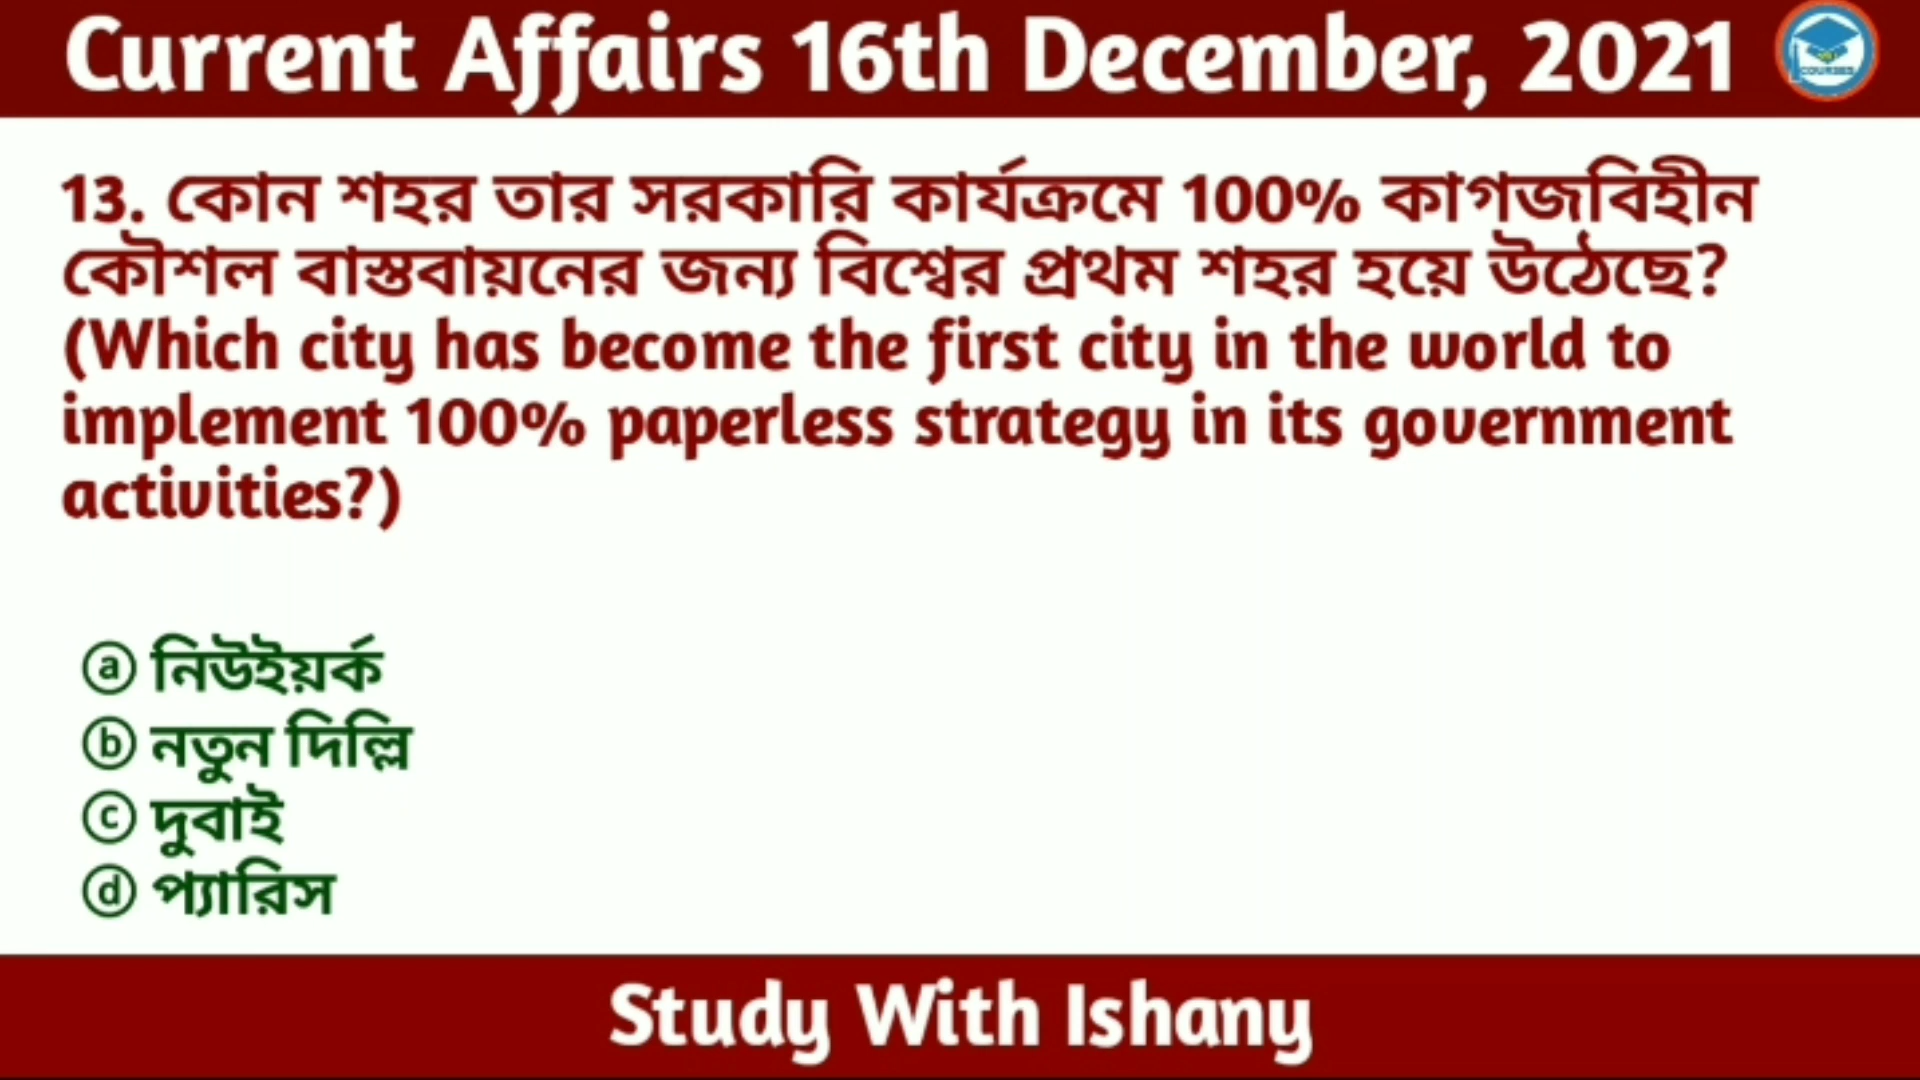 Current Affairs 16th December, 2021
COURSES
13. কোন শহর তার সরকারি কার্যক্রমে 100% কাগজবিহীন
কৌশল বাস্তবায়নের জন্য বিশ্বের প্রথম শহর হয়ে উঠেছে?
(Which city has become the first city in the world to
implement 100% paperless strategy in its government
activities?)
ⓐ নিউইয়র্ক
ⓑ নতুন দিল্লি
ⓒ দুবাই
ⓓ প্যারিস
Study With Ishany